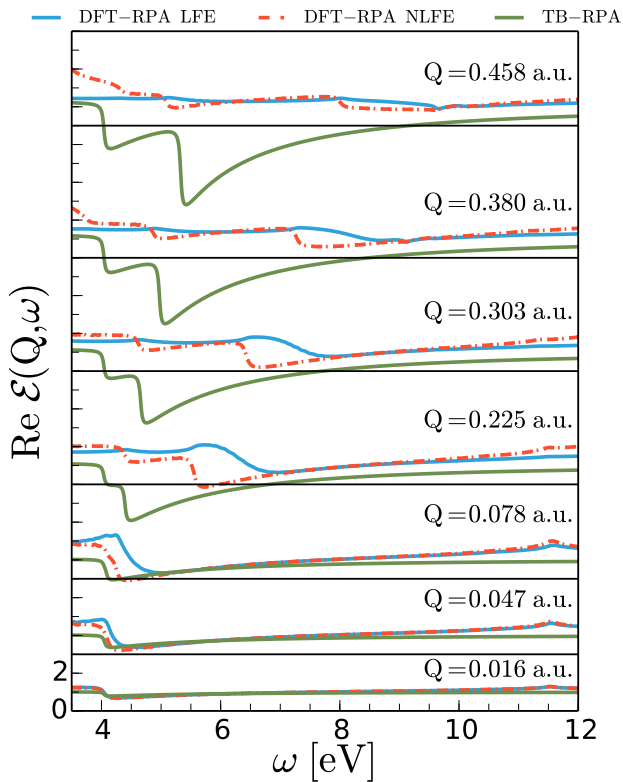 DFT−RPA LFE DFT−RPA NLFE TB−RPA
Q=0.458 a.u.
Q=0.380 a.u.
Q=0.303 a.u.
Q=0.225 a.u.
Q=0.078 a.u.
Q=0.047 a.u.
Q=0.016 a.u.
Re ℰ(Q,ω)
2
0
4 6 8 10 12
ω [eV]